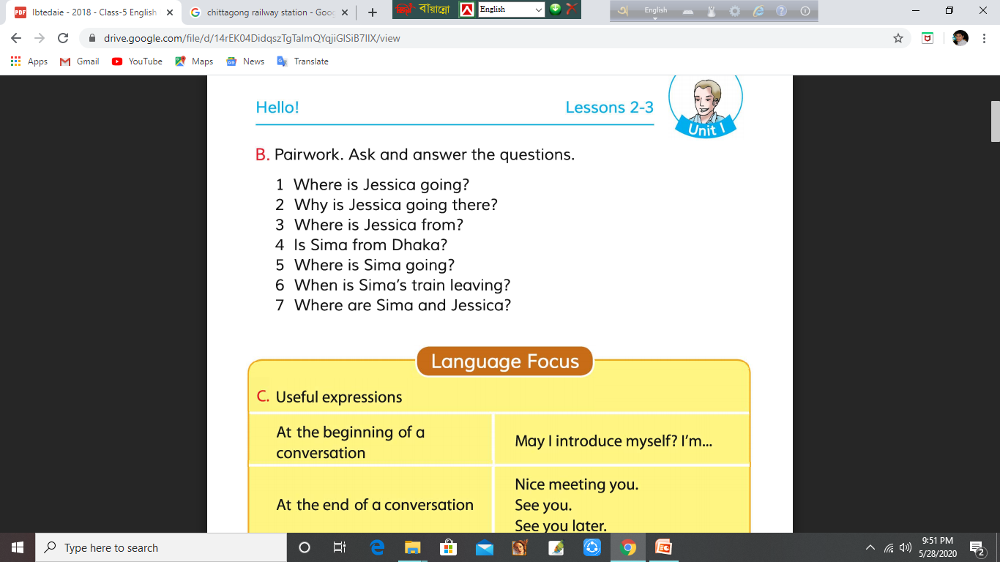 Ibtedaie - 2018 - Class-5 English
chittagong railway station - Goog
বায়ান্নো
English
English
drive.google.com/file/d/14rEK04DidqszTgTaImQYqjiGISiB7IIX/view
Apps Gmail YouTube Maps News Translate
Hello! Lessons 2-3
Unit 1
B. Pairwork. Ask and answer the questions.
1 Where is Jessica going?
2 Why is Jessica going there?
3 Where is Jessica from?
4 Is Sima from Dhaka?
5 Where is Sima going?
6 When is Sima's train leaving?
7 Where are Sima and Jessica?
Language Focus
C. Useful expressions
At the beginning of a
conversation
May I introduce myself? I'm...
At the end of a conversation
Nice meeting you.
See you.
See you later.
Type here to search
9:51 PM
5/28/2020
2